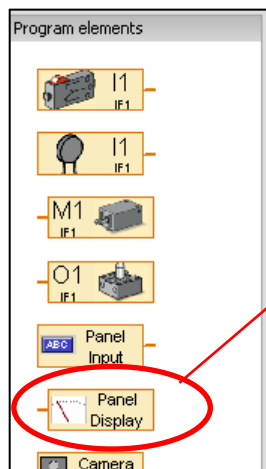 Program elements
I1
IF1
I1
IF1
M1
IF1
O1
IF1
ABC
Panel
Input
Panel
Display
Camera